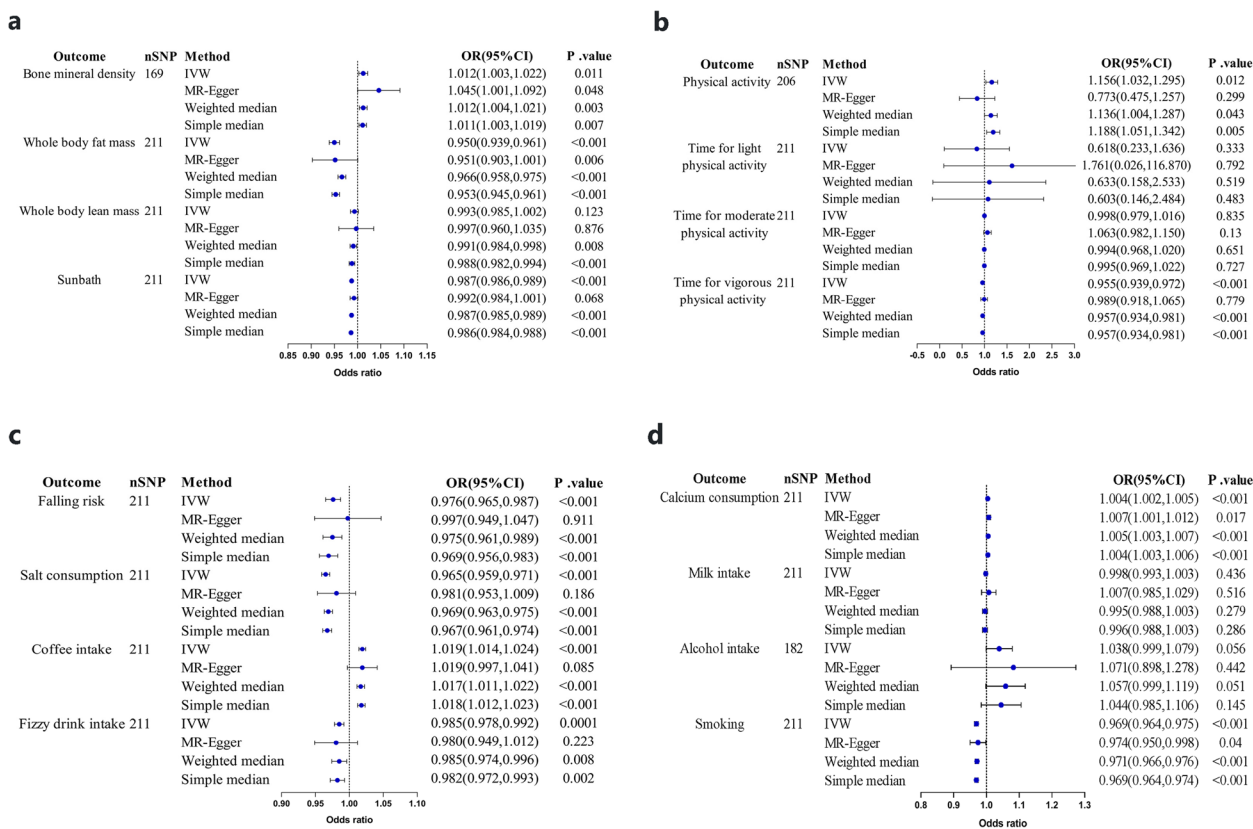 a
Outcome nSNP Method OR(95%CI) P .value
Bone mineral density 169 IVW 1.012(1.003,1.022) 0.011
MR-Egger 1.045(1.001,1.092) 0.048
Weighted median 1.012(1.004,1.021) 0.003
Simple median 1.011(1.003,1.019) 0.007
Whole body fat mass 211 IVW 0.950(0.939,0.961) <0.001
MR-Egger 0.951(0.903,1.001) 0.006
Weighted median 0.966(0.958,0.975) <0.001
Simple median 0.953(0.945,0.961) <0.001
Whole body lean mass 211 IVW 0.993(0.985,1.002) 0.123
MR-Egger 0.997(0.960,1.035) 0.876
Weighted median 0.991(0.984,0.998) 0.008
Simple median 0.988(0.982,0.994) <0.001
Sunbath 211 IVW 0.987(0.986,0.989) <0.001
MR-Egger 0.992(0.984,1.001) 0.068
Weighted median 0.987(0.985,0.989) <0.001
Simple median 0.986(0.984,0.988) <0.001
0.85 0.90 0.95 1.00 1.05 1.10 1.15
Odds ratio
b
Outcome nSNP Method OR(95%CI) P .value
Physical activity 206 IVW 1.156(1.032,1.295) 0.012
MR-Egger 0.773(0.475,1.257) 0.299
Weighted median 1.136(1.004,1.287) 0.043
Simple median 1.188(1.051,1.342) 0.005
Time for light 211 IVW 0.618(0.233,1.636) 0.333
physical activity MR-Egger 1.761(0.026,116.870) 0.792
Weighted median 0.633(0.158,2.533) 0.519
Simple median 0.603(0.146,2.484) 0.483
Time for moderate 211 IVW 0.998(0.979,1.016) 0.835
physical activity MR-Egger 1.063(0.982,1.150) 0.13
Weighted median 0.994(0.968,1.020) 0.651
Simple median 0.995(0.969,1.022) 0.727
Time for vigorous 211 IVW 0.955(0.939,0.972) <0.001
physical activity MR-Egger 0.989(0.918,1.065) 0.779
Weighted median 0.957(0.934,0.981) <0.001
Simple median 0.957(0.934,0.981) <0.001
-0.5 0.0 0.5 1.0 1.5 2.0 2.5 3.0
Odds ratio
c
Outcome nSNP Method OR(95%CI) P .value
Falling risk 211 IVW 0.976(0.965,0.987) <0.001
MR-Egger 0.997(0.949,1.047) 0.911
Weighted median 0.975(0.961,0.989) <0.001
Simple median 0.969(0.956,0.983) <0.001
Salt consumption 211 IVW 0.965(0.959,0.971) <0.001
MR-Egger 0.981(0.953,1.009) 0.186
Weighted median 0.969(0.963,0.975) <0.001
Simple median 0.967(0.961,0.974) <0.001
Coffee intake 211 IVW 1.019(1.014,1.024) <0.001
MR-Egger 1.019(0.997,1.041) 0.085
Weighted median 1.017(1.011,1.022) <0.001
Simple median 1.018(1.012,1.023) <0.001
Fizzy drink intake 211 IVW 0.985(0.978,0.992) 0.0001
MR-Egger 0.980(0.949,1.012) 0.223
Weighted median 0.985(0.974,0.996) 0.008
Simple median 0.982(0.972,0.993) 0.002
0.90 0.95 1.00 1.05 1.10
Odds ratio
d
Outcome nSNP Method OR(95%CI) P .value
Calcium consumption 211 IVW 1.004(1.002,1.005) <0.001
MR-Egger 1.007(1.001,1.012) 0.017
Weighted median 1.005(1.003,1.007) <0.001
Simple median 1.004(1.003,1.006) <0.001
Milk intake 211 IVW 0.998(0.993,1.003) 0.436
MR-Egger 1.007(0.985,1.029) 0.516
Weighted median 0.995(0.988,1.003) 0.279
Simple median 0.996(0.988,1.003) 0.286
Alcohol intake 182 IVW 1.038(0.999,1.079) 0.056
MR-Egger 1.071(0.898,1.278) 0.442
Weighted median 1.057(0.999,1.119) 0.051
Simple median 1.044(0.985,1.106) 0.145
Smoking 211 IVW 0.969(0.964,0.975) <0.001
MR-Egger 0.974(0.950,0.998) 0.04
Weighted median 0.971(0.966,0.976) <0.001
Simple median 0.969(0.964,0.974) <0.001
0.8 0.9 1.0 1.1 1.2 1.3
Odds ratio